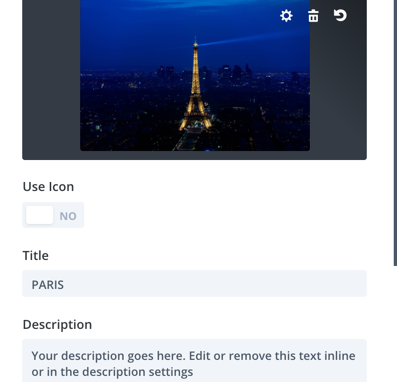 Use Icon
NO
Title
PARIS
Description
Your description goes here. Edit or remove this text inline
or in the description settings